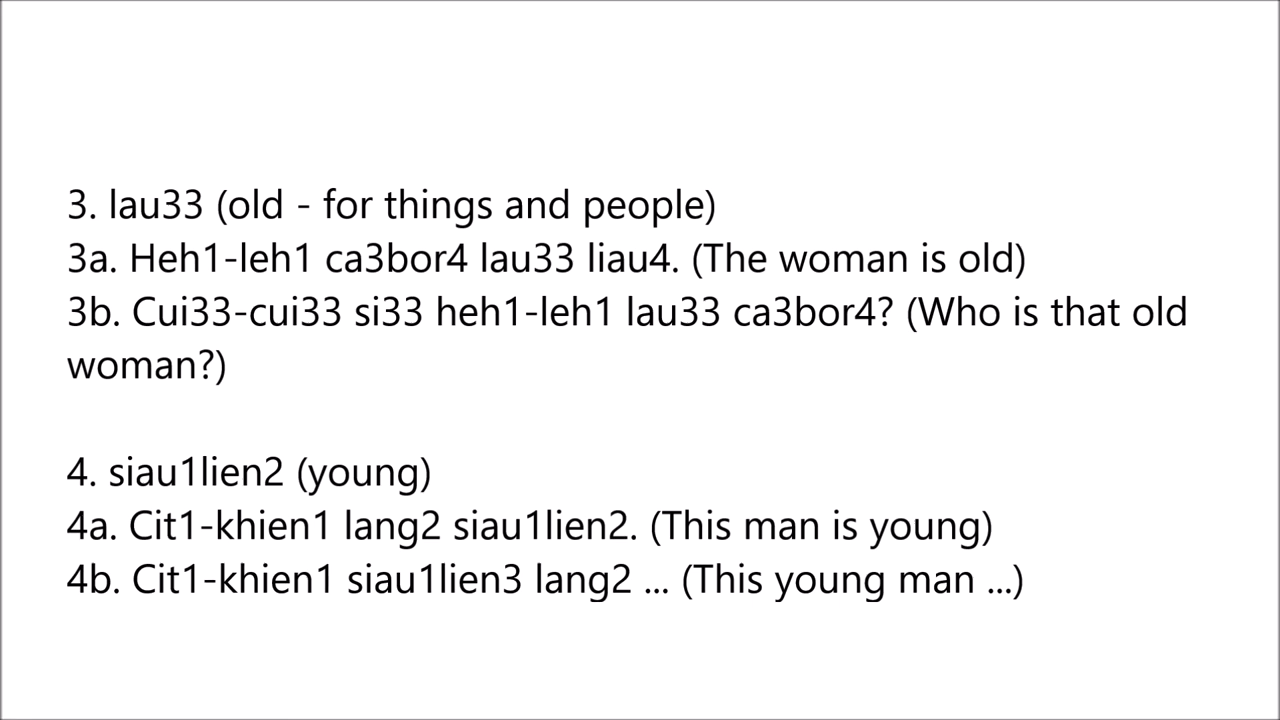 3. lau33 (old - for things and people)
3a. Heh1-leh1 ca3bor4 lau33 liau4. (The woman is old)
3b. Cui33-cui33 si33 heh1-leh1 lau33 ca3bor4? (Who is that old
woman?)
4. siau1lien2 (young)
4a. Cit1-khien1 lang2 siau1lien2. (This man is young)
4b. Cit1-khien1 siau1lien3 lang2 ... (This young man ...)